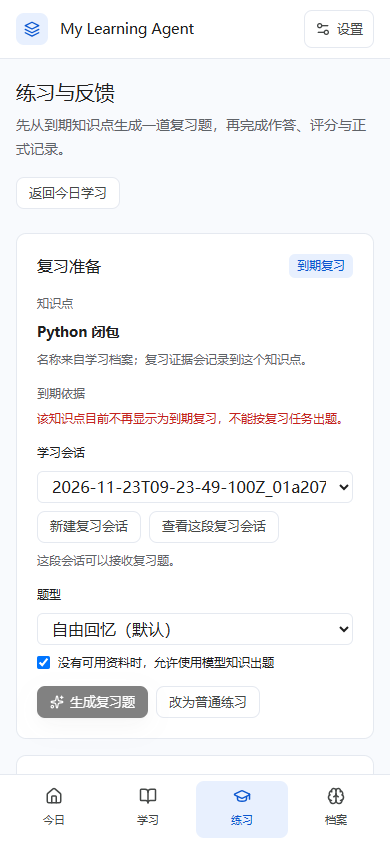 My Learning Agent
设置
练习与反馈
先从到期知识点生成一道复习题，再完成作答、评分与正
式记录。
返回今日学习
复习准备
到期复习
知识点
Python 闭包
名称来自学习档案；复习证据会记录到这个知识点。
到期依据
该知识点目前不再显示为到期复习，不能按复习任务出题。
学习会话
2026-11-23T09-23-49-100Z_01a207
新建复习会话
查看这段复习会话
这段会话可以接收复习题。
题型
自由回忆（默认）
没有可用资料时，允许使用模型知识出题
生成复习题
改为普通练习
今日
学习
练习
档案